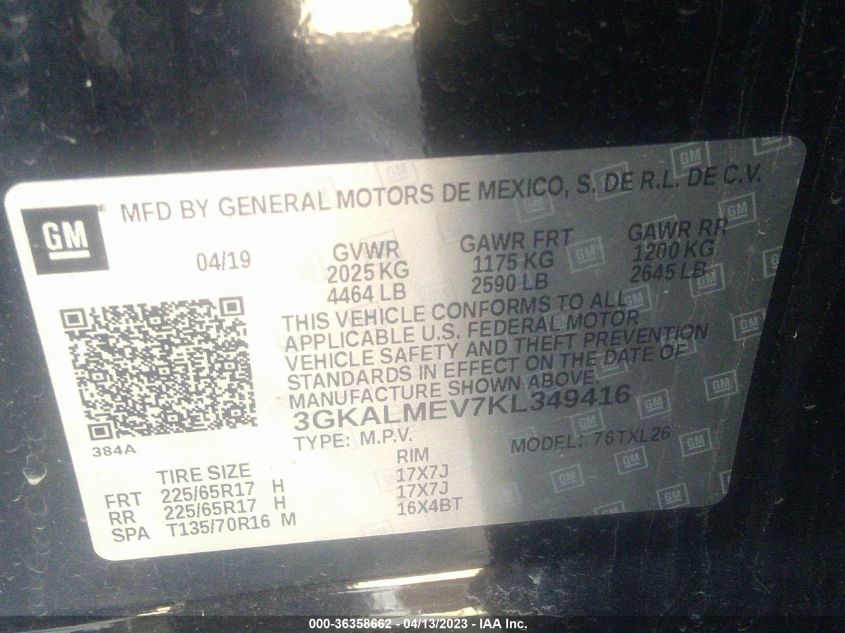 GM
MFD BY GENERAL MOTORS DE MEXICO, S. DE R.L. DE C.V.
04/19 GVWR GAWR FRT GAWR RR
2025 KG 1175 KG 1200 KG
4464 LB 2590 LB 2645 LB
THIS VEHICLE CONFORMS TO ALL
APPLICABLE U.S. FEDERAL MOTOR
VEHICLE SAFETY AND THEFT PREVENTION
STANDARDS IN EFFECT ON THE DATE OF
MANUFACTURE SHOWN ABOVE
3GKALMEV7KL349416
384A TYPE: M.P.V. MODEL: 76TXL26
TIRE SIZE RIM
FRT 225/65R17 H 17X7J
RR 225/65R17 H 17X7J
SPA T135/70R16 M 16X4BT
000-36358662 - 04/13/2023 - IAA Inc.